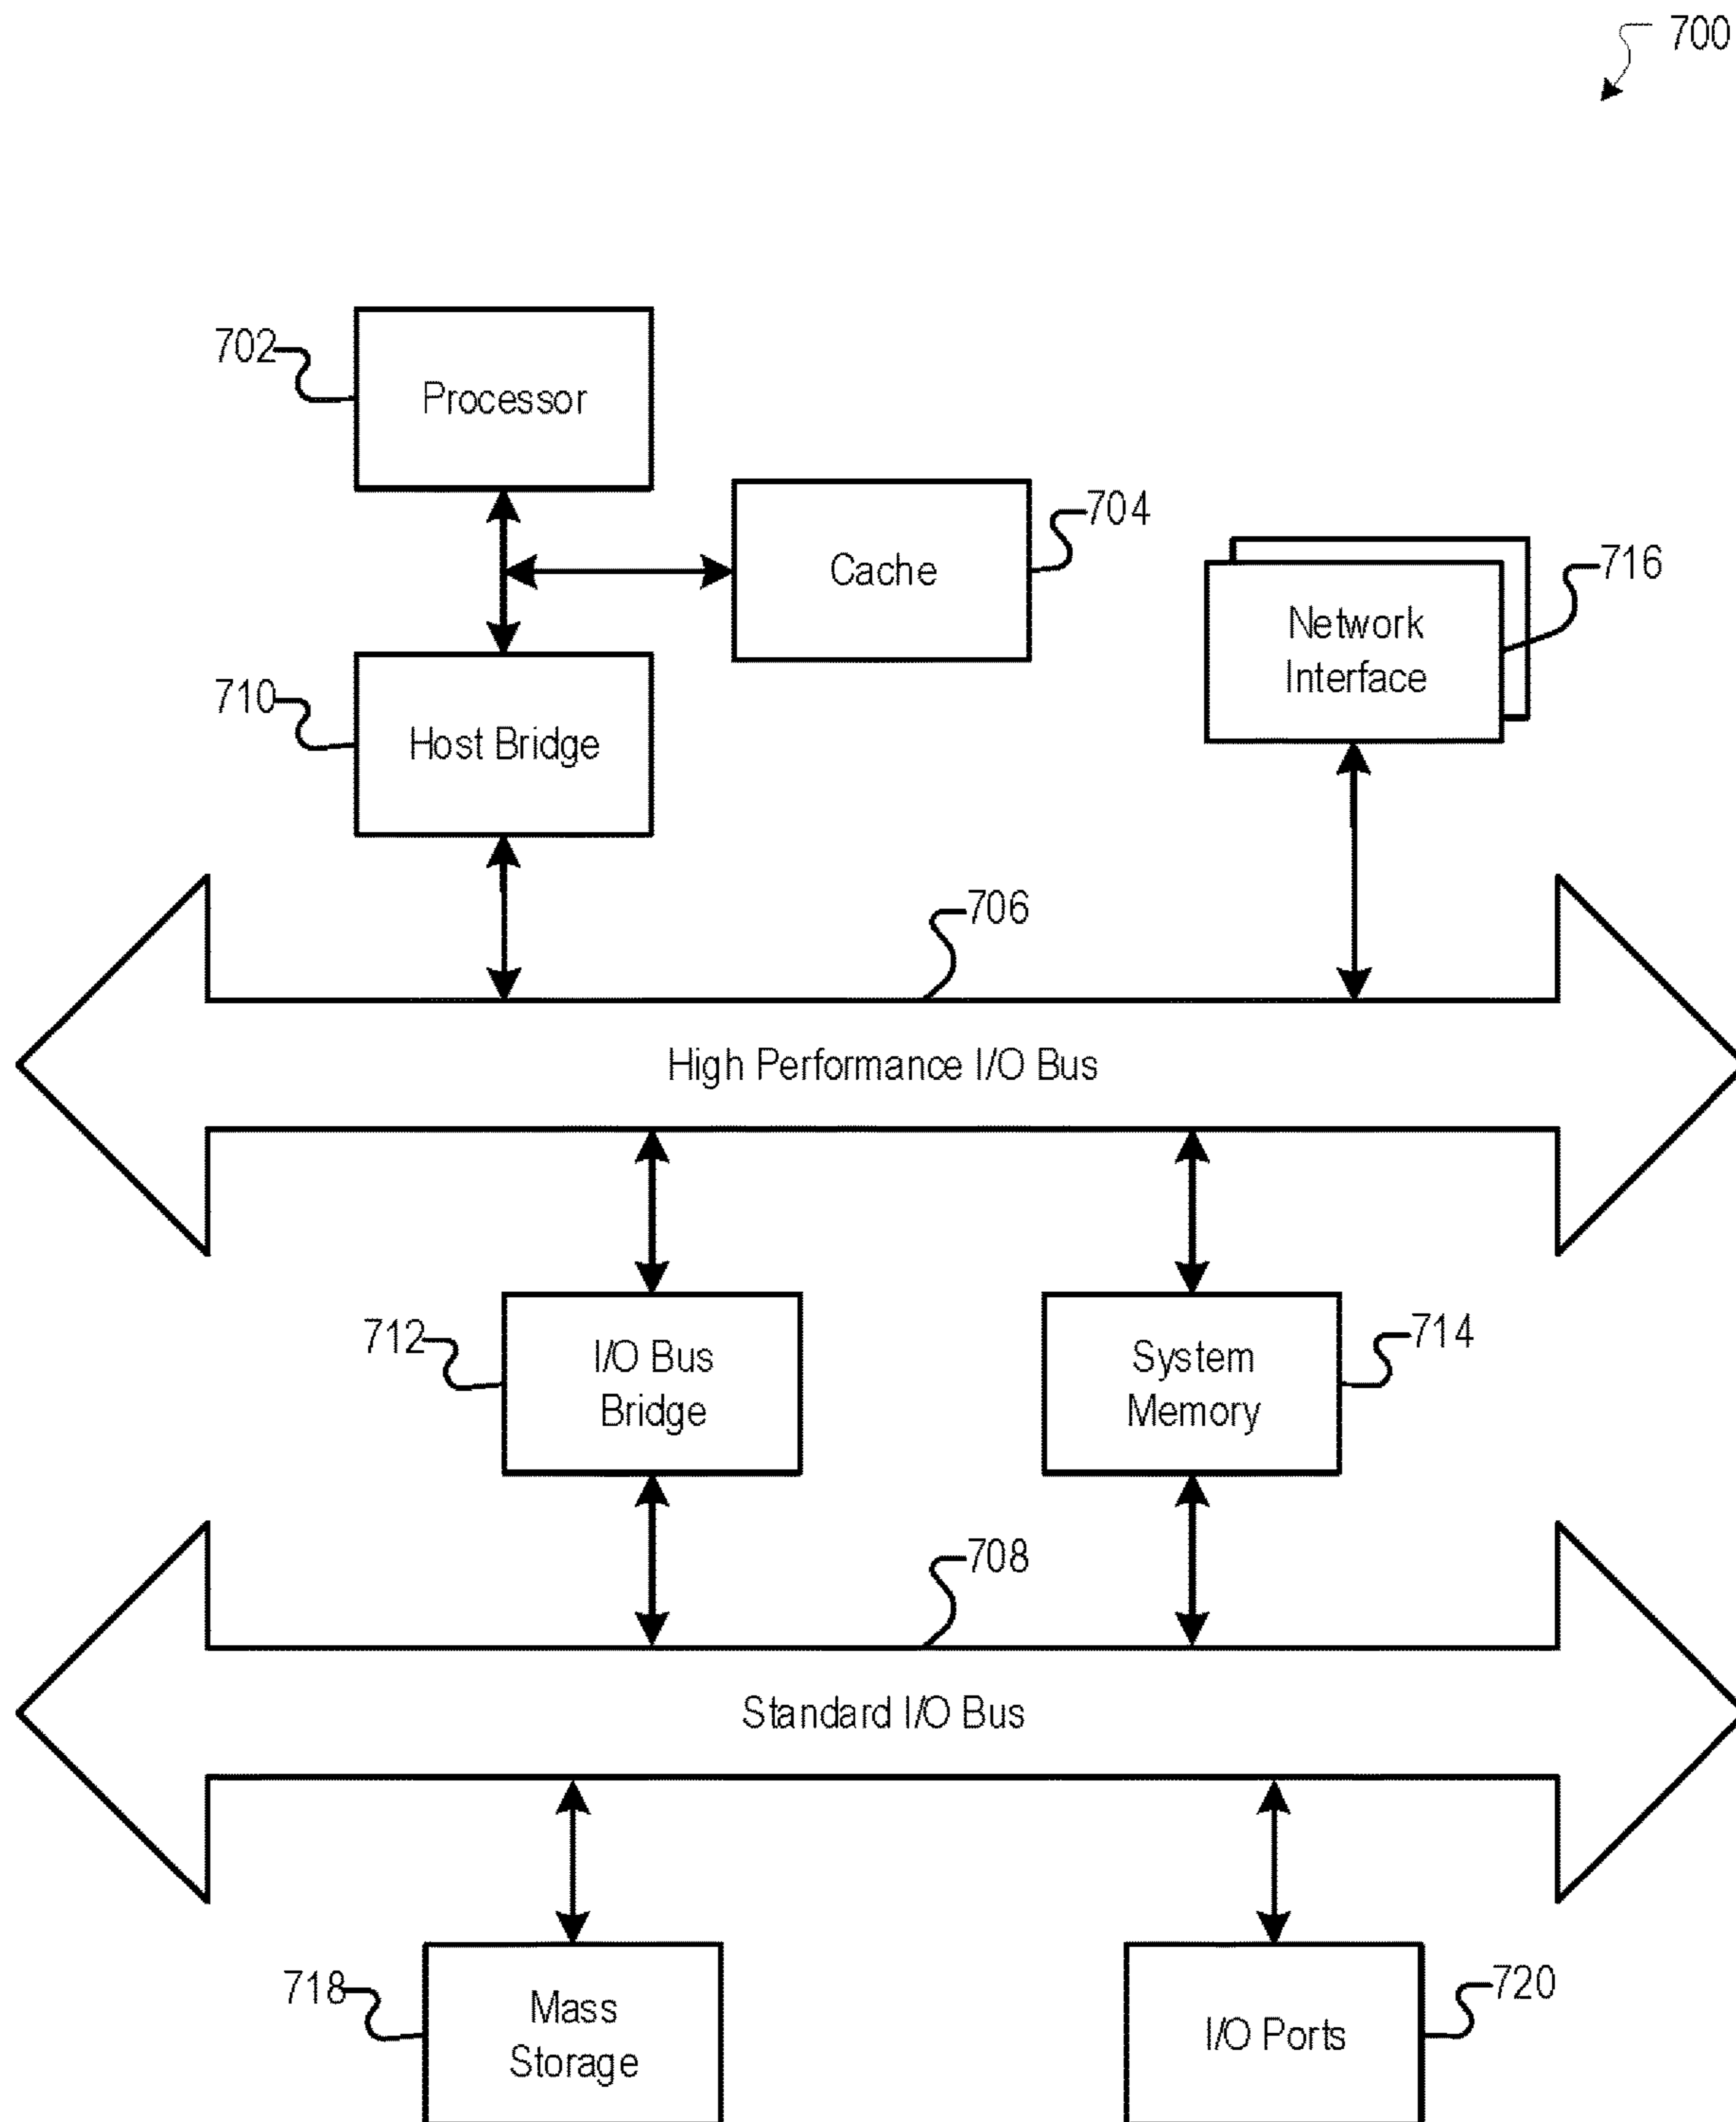 700
702
Processor
704
Cache
716
Network
Interface
710
Host Bridge
706
High Performance I/O Bus
712
I/O Bus
Bridge
714
System
Memory
708
Standard I/O Bus
718
Mass
Storage
720
I/O Ports